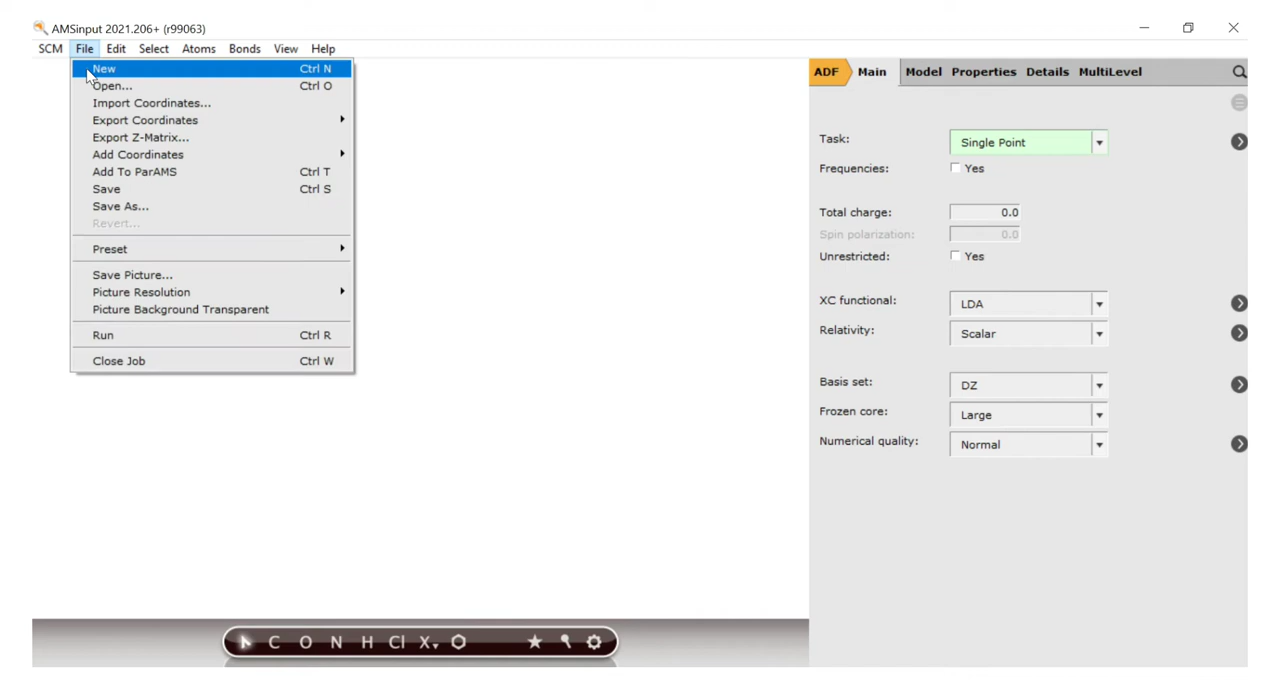 AMSinput 2021.206+ (r99063)
SCM File Edit Select Atoms Bonds View Help
New Ctrl N
Open... Ctrl O
Import Coordinates...
Export Coordinates
Export Z-Matrix...
Add Coordinates
Add To ParAMS Ctrl T
Save Ctrl S
Save As...
Revert...
Preset
Save Picture...
Picture Resolution
Picture Background Transparent
Run Ctrl R
Close Job Ctrl W
ADF Main Model Properties Details MultiLevel
Task: Single Point
Frequencies: Yes
Total charge: 0.0
Spin polarization: 0.0
Unrestricted: Yes
XC functional: LDA
Relativity: Scalar
Basis set: DZ
Frozen core: Large
Numerical quality: Normal
C O N H Cl X